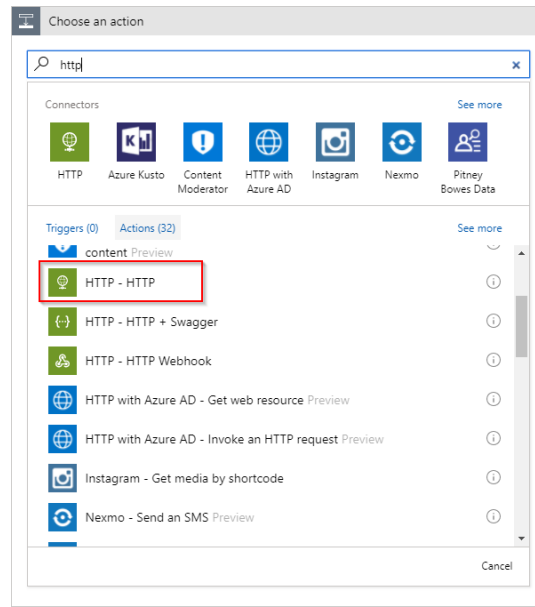 Choose an action
http
Connectors See more
HTTP Azure Kusto Content Moderator HTTP with Azure AD Instagram Nexmo Pitney Bowes Data
Triggers (0) Actions (32) See more
content Preview
HTTP - HTTP
HTTP - HTTP + Swagger
HTTP - HTTP Webhook
HTTP with Azure AD - Get web resource Preview
HTTP with Azure AD - Invoke an HTTP request Preview
Instagram - Get media by shortcode
Nexmo - Send an SMS Preview
Cancel